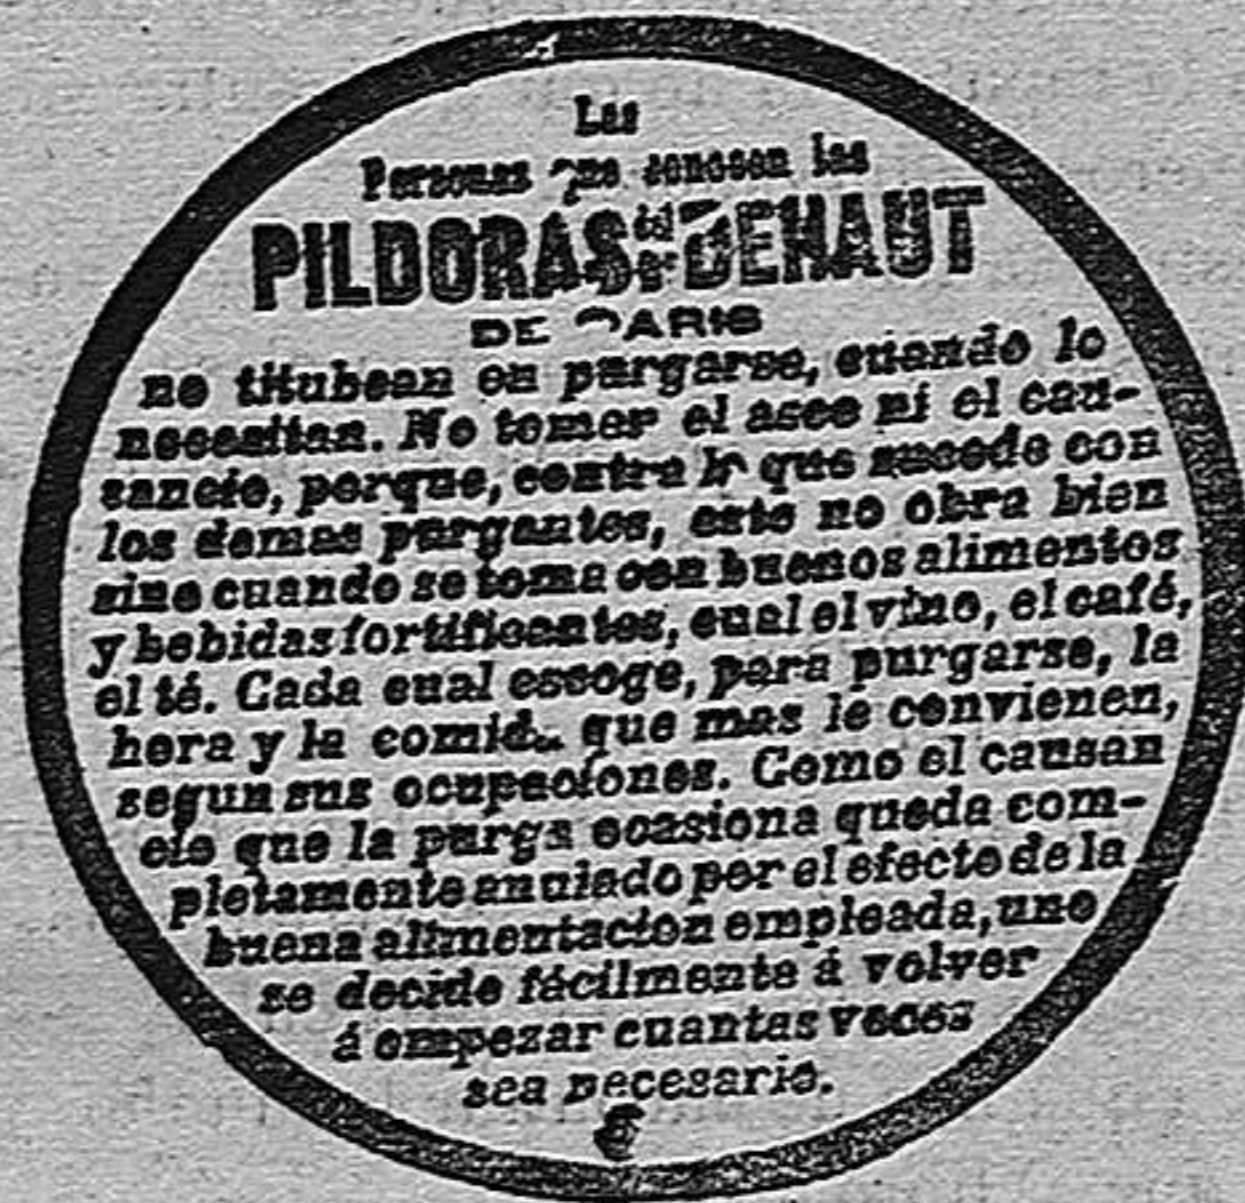 Las
Personas que conocen las
PILDORAS del Dr DEHAUT
DE PARIS
no titubean en purgarse, cuando lo
necesitan. No temer el asco ni el cau-
sancio, porque, contra lo que sucede con
los demas purgantes, este no obra bien
sino cuando se toma con buenos alimentos
y bebidas fortificantes, cual el vino, el café,
el té. Cada cual escoge, para purgarse, la
hora y la comida que mas le convienen,
segun sus ocupaciones. Como el causan
cio que la purga ocasiona queda com-
pletamente anulado por el efecto de la
buena alimentacion empleada, uno
se decide fácilmente á volver
á empezar cuantas veces
sea necesario.